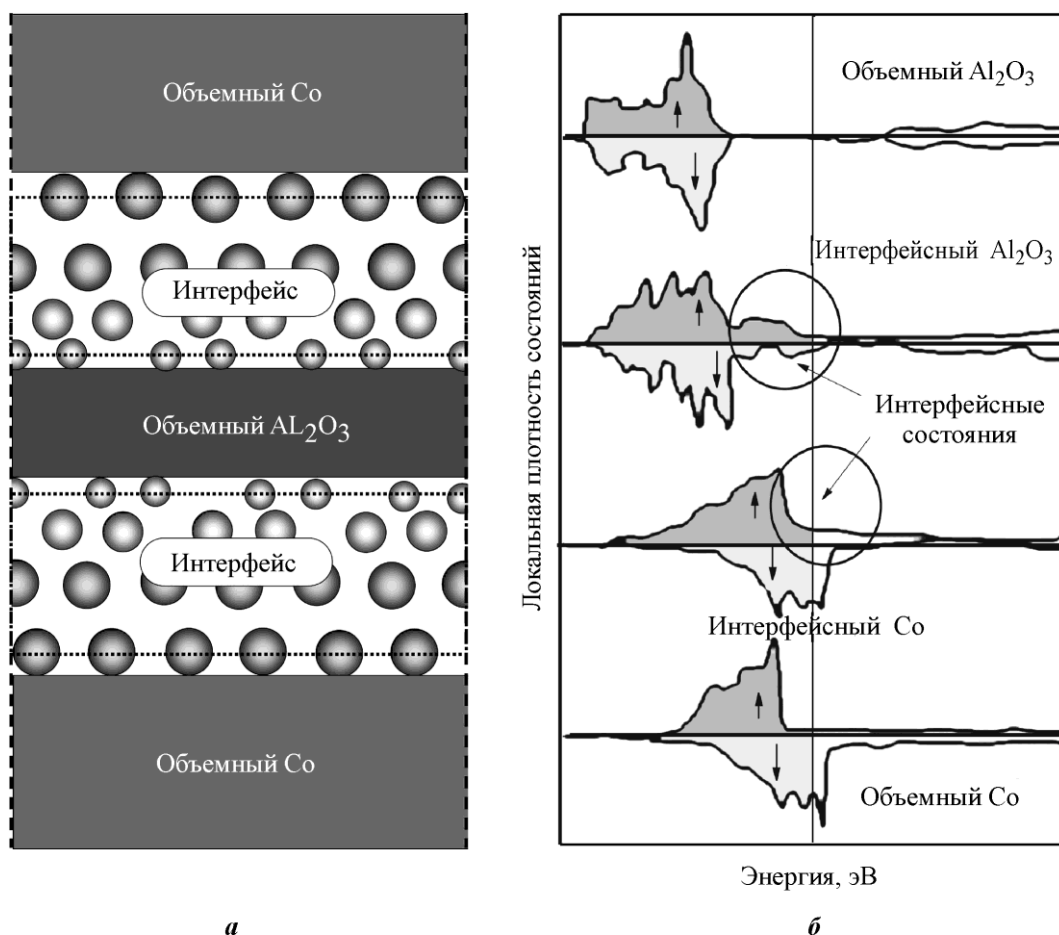 Объемный Co
Интерфейс
Объемный AL2O3
Интерфейс
Объемный Co
а
Локальная плотность состояний
Объемный Al2O3
Интерфейсный Al2O3
Интерфейсные
состояния
Интерфейсный Co
Объемный Co
Энергия, эВ
б